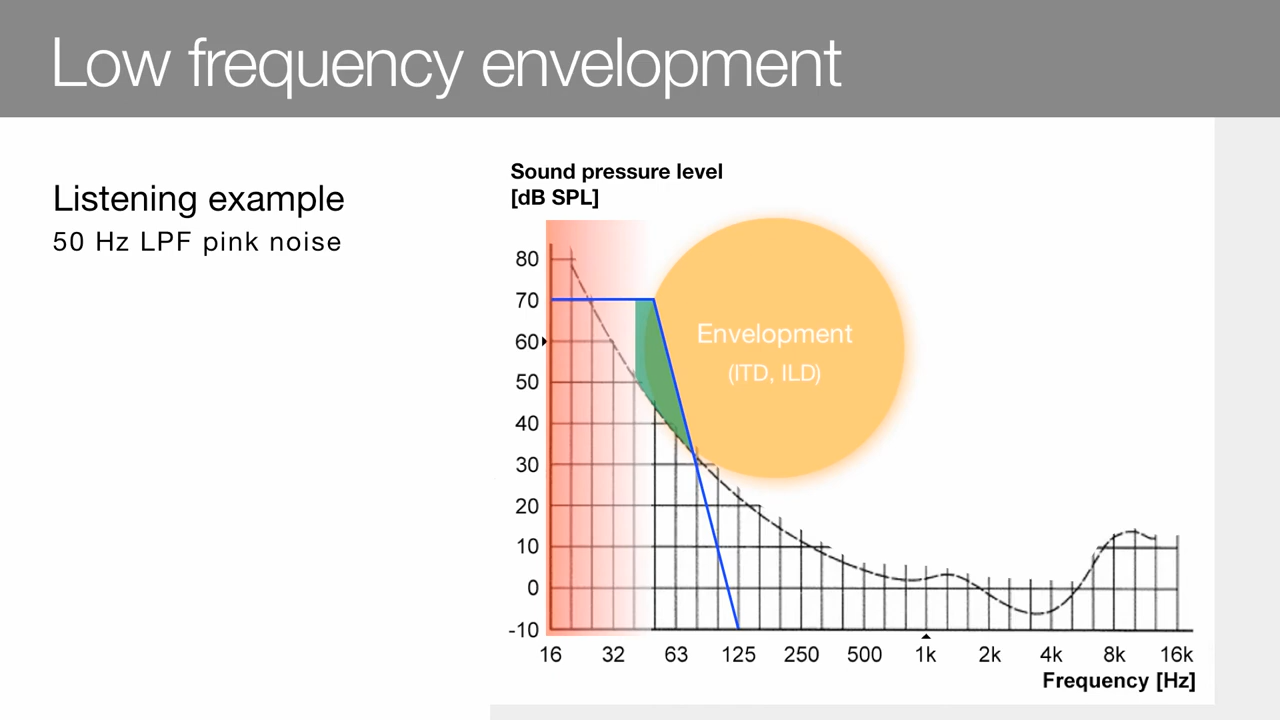 Low frequency envelopment
Listening example
50 Hz LPF pink noise
Sound pressure level
[dB SPL]
80
70
60
50
40
30
20
10
0
-10
Envelopment
(ITD, ILD)
16 32 63 125 250 500 1k 2k 4k 8k 16k
Frequency [Hz]